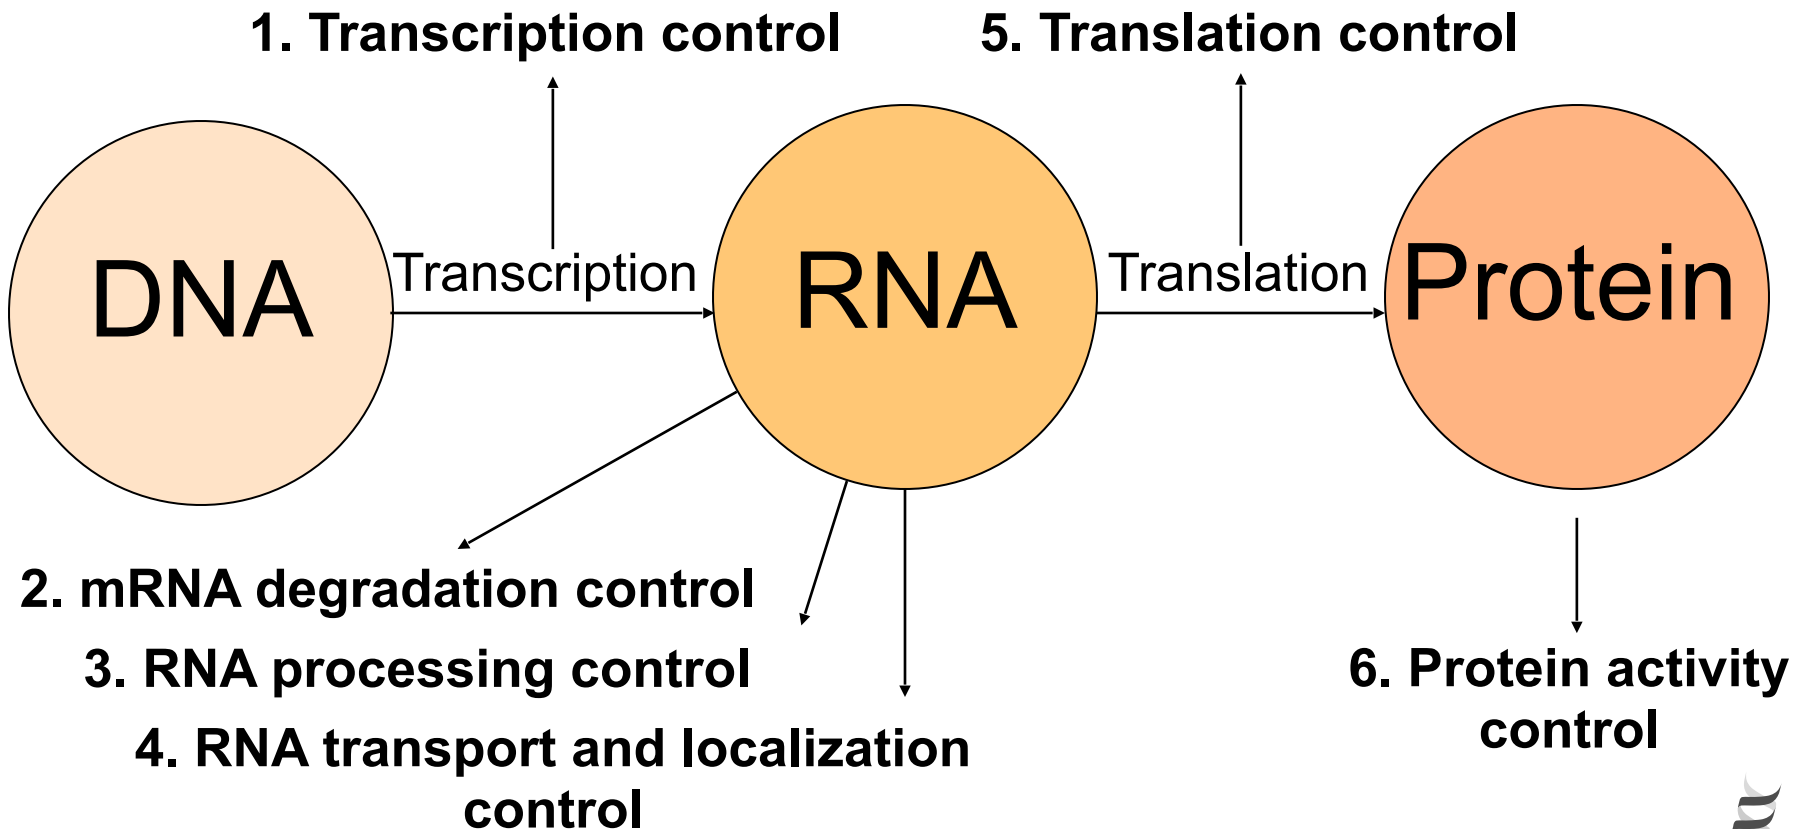 1. Transcription control
5. Translation control
DNA
Transcription
RNA
Translation
Protein
2. mRNA degradation control
3. RNA processing control
4. RNA transport and localization
control
6. Protein activity
control